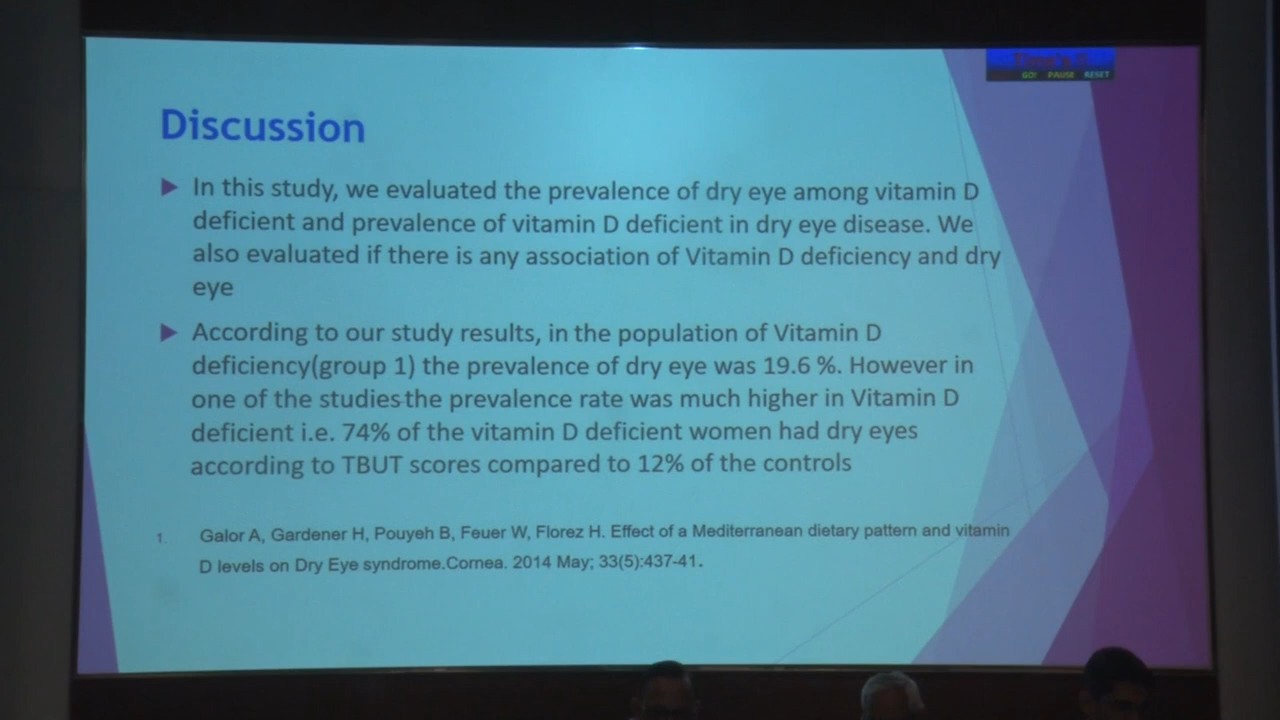 GO! PAUSE RESET
Discussion
In this study, we evaluated the prevalence of dry eye among vitamin D
deficient and prevalence of vitamin D deficient in dry eye disease. We
also evaluated if there is any association of Vitamin D deficiency and dry
eye
According to our study results, in the population of Vitamin D
deficiency(group 1) the prevalence of dry eye was 19.6 %. However in
one of the studies the prevalence rate was much higher in Vitamin D
deficient i.e. 74% of the vitamin D deficient women had dry eyes
according to TBUT scores compared to 12% of the controls
1. Galor A, Gardener H, Pouyeh B, Feuer W, Florez H. Effect of a Mediterranean dietary pattern and vitamin
D levels on Dry Eye syndrome.Cornea. 2014 May; 33(5):437-41.